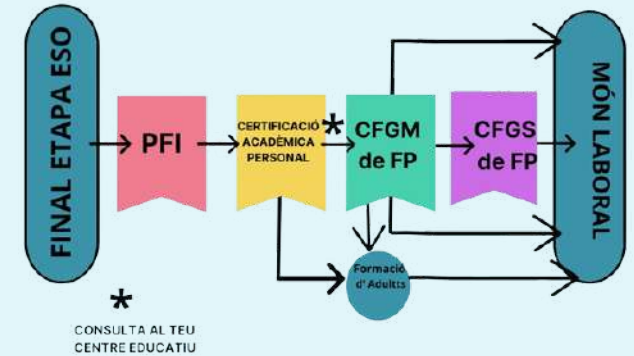 FINAL ETAPA ESO
PFI
CERTIFICACIÓ
ACADÈMICA
PERSONAL
*
CFGM
de FP
CFGS
de FP
MÓN LABORAL
Formació
d' Adultts
*
CONSULTA AL TEU
CENTRE EDUCATIU